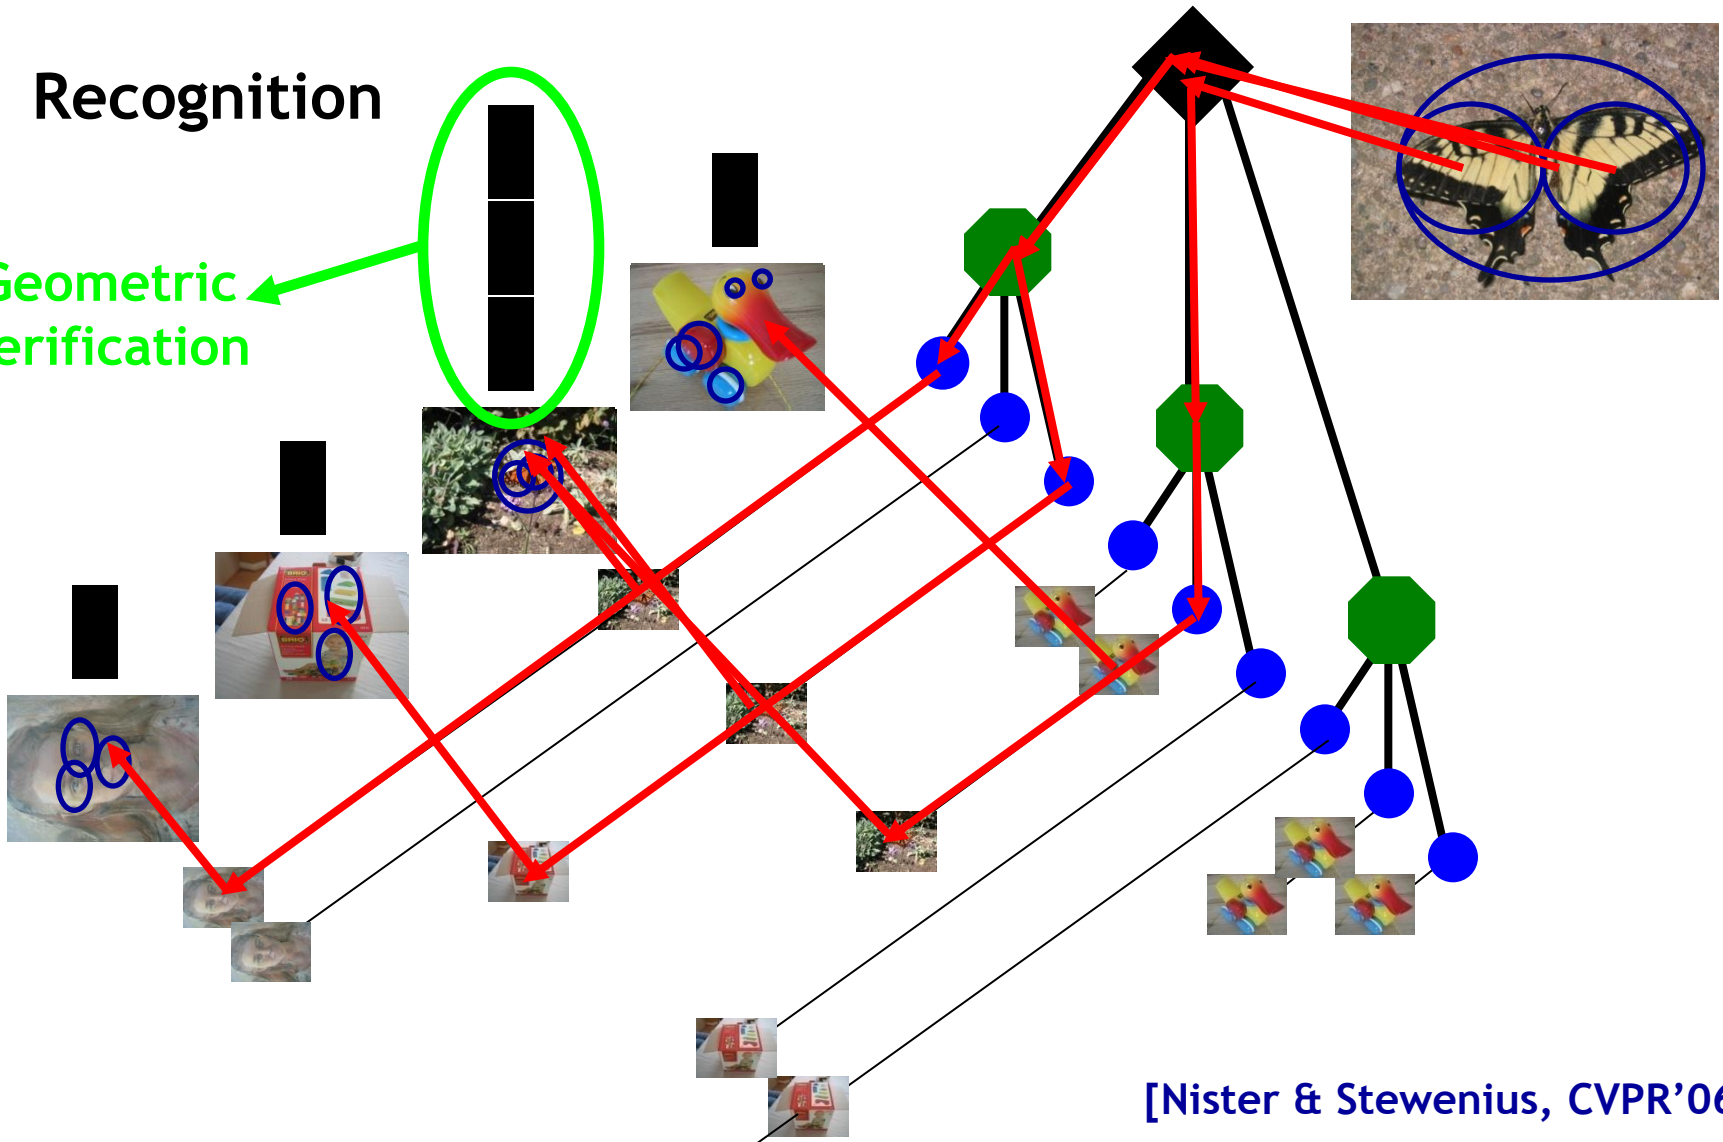 Recognition
Geometric
erification
[Nister & Stewenius, CVPR’06